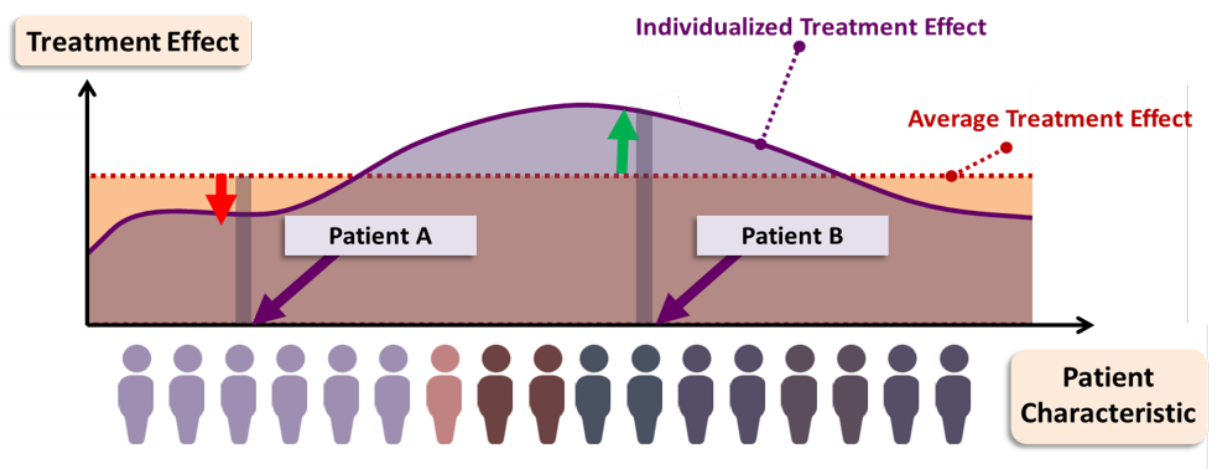 Individualized Treatment Effect
Treatment Effect
Average Treatment Effect
Patient A
Patient B
Patient
Characteristic